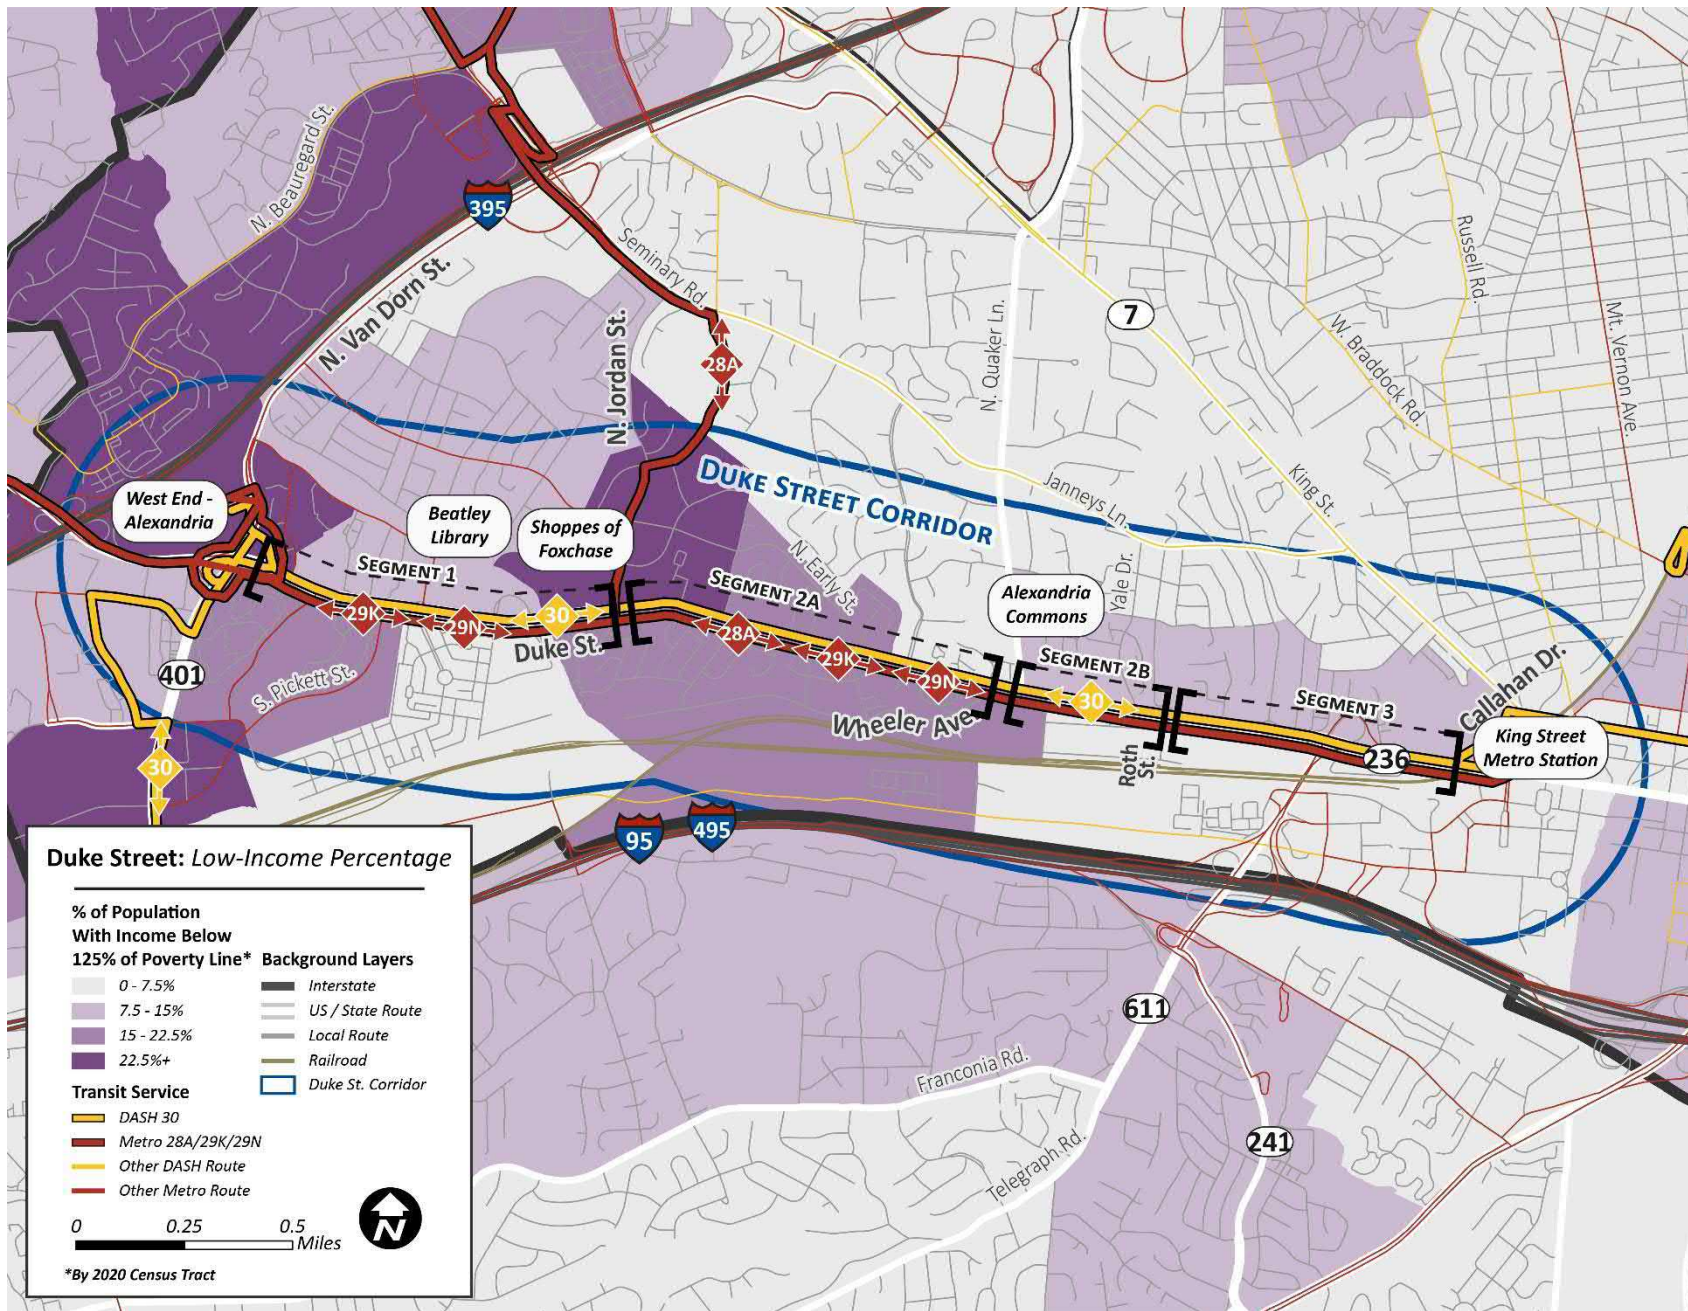 N. Beauregard St.
395
Seminary Rd.
N. Van Dorn St.
N. Jordan St.
28A
N. Quaker Ln.
7
Russell Rd.
W. Braddock Rd.
Mt. Vernon Ave.
King St.
Janneys Ln.
DUKE STREET CORRIDOR
West End -
Alexandria
Beatley
Library
Shoppes of
Foxchase
N. Early St.
Alexandria
Commons
Yale Dr.
SEGMENT 1
SEGMENT 2A
SEGMENT 2B
SEGMENT 3
29K
29N
30
Duke St.
28A
29K
29N
30
401
S. Pickett St.
Wheeler Ave.
Roth
St.
236
Callahan Dr.
King Street
Metro Station
30
95
495
611
Franconia Rd.
Telegraph Rd.
241
Duke Street: Low-Income Percentage
% of Population
With Income Below
125% of Poverty Line*
0 - 7.5%
7.5 - 15%
15 - 22.5%
22.5%+
Background Layers
Interstate
US / State Route
Local Route
Railroad
Duke St. Corridor
Transit Service
DASH 30
Metro 28A/29K/29N
Other DASH Route
Other Metro Route
0 0.25 0.5
Miles
N
*By 2020 Census Tract